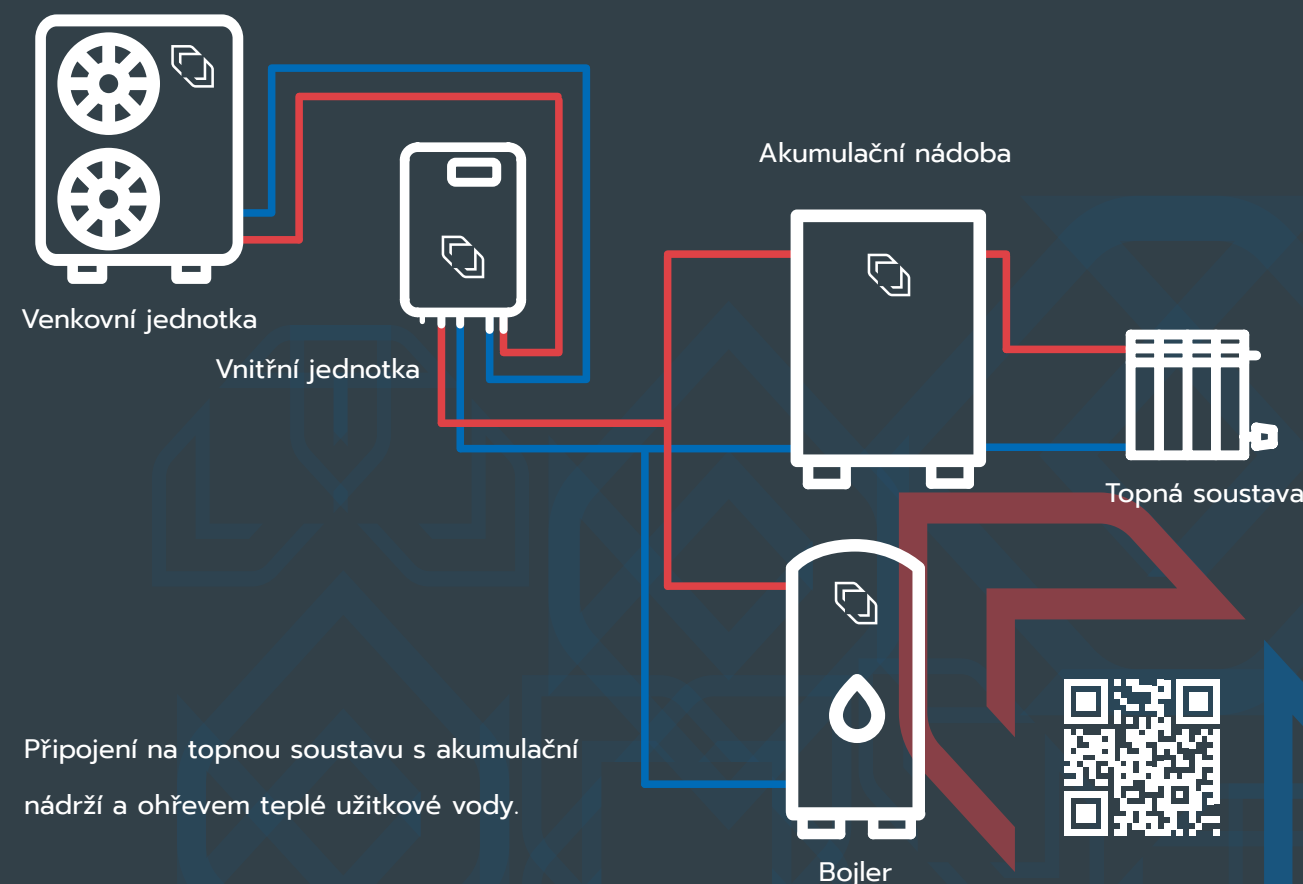 Akumulační nádoba
Venkovní jednotka
Vnitřní jednotka
Topná soustava
Připojení na topnou soustavu s akumulační
nádrží a ohřevem teplé užitkové vody.
Bojler